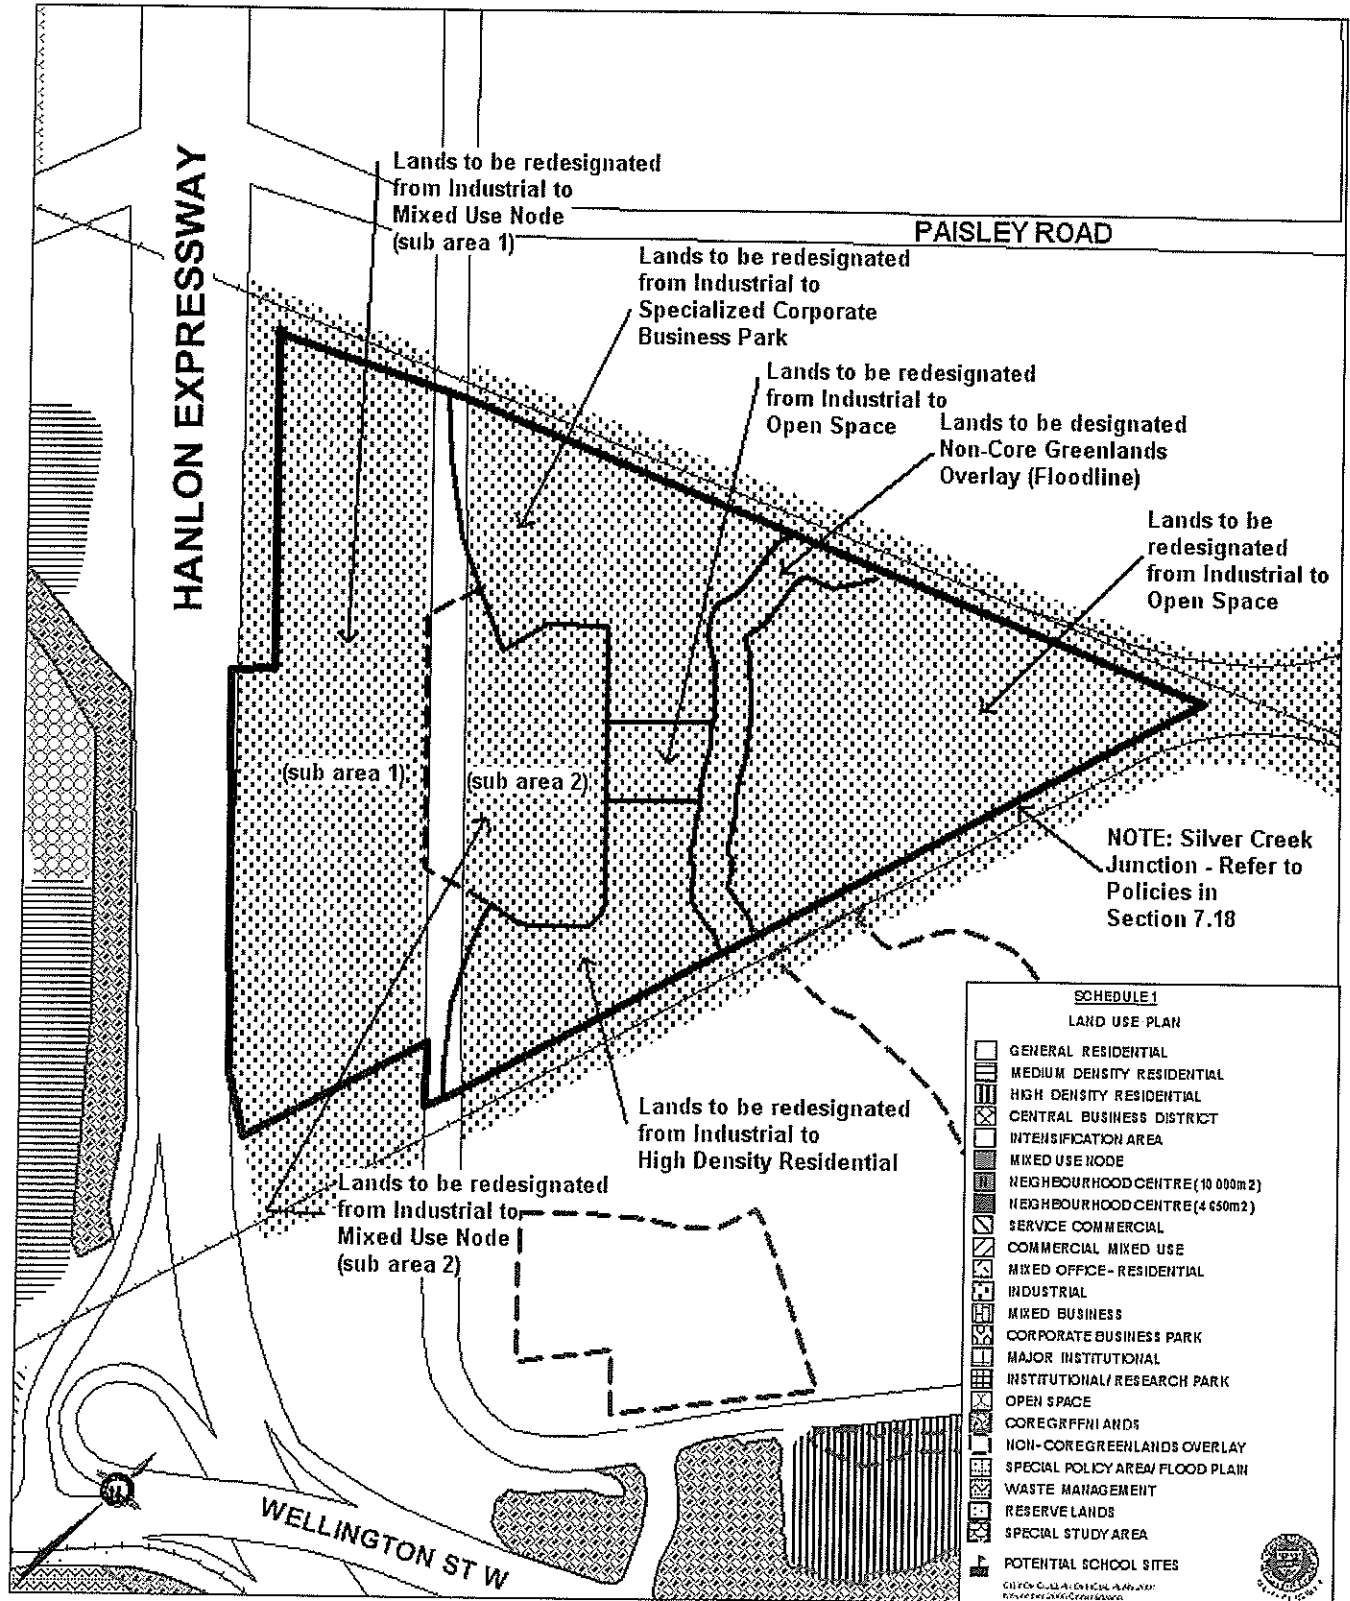 HANLON EXPRESSWAY
Lands to be redesignated
from Industrial to
Mixed Use Node
(sub area 1)
PAISLEY ROAD
Lands to be redesignated
from Industrial to
Specialized Corporate
Business Park
Lands to be redesignated
from Industrial to
Open Space
Lands to be designated
Non-Core Greenlands
Overlay (Floodline)
Lands to be
redesignated
from Industrial to
Open Space
(sub area 1)
(sub area 2)
NOTE: Silver Creek
Junction - Refer to
Policies in
Section 7.18
Lands to be redesignated
from Industrial to
High Density Residential
Lands to be redesignated
from Industrial to
Mixed Use Node
(sub area 2)
WELLINGTON ST W
SCHEDULE 1
LAND USE PLAN
GENERAL RESIDENTIAL
MEDIUM DENSITY RESIDENTIAL
HIGH DENSITY RESIDENTIAL
CENTRAL BUSINESS DISTRICT
INTENSIFICATION AREA
MIXED USE NODE
NEIGHBOURHOOD CENTRE (10 000m2)
NEIGHBOURHOOD CENTRE (4 650m2)
SERVICE COMMERCIAL
COMMERCIAL MIXED USE
MIXED OFFICE - RESIDENTIAL
INDUSTRIAL
MIXED BUSINESS
CORPORATE BUSINESS PARK
MAJOR INSTITUTIONAL
INSTITUTIONAL / RESEARCH PARK
OPEN SPACE
CORE GREENLANDS
NON-CORE GREENLANDS OVERLAY
SPECIAL POLICY AREA / FLOOD PLAIN
WASTE MANAGEMENT
RESERVE LANDS
SPECIAL STUDY AREA
POTENTIAL SCHOOL SITES